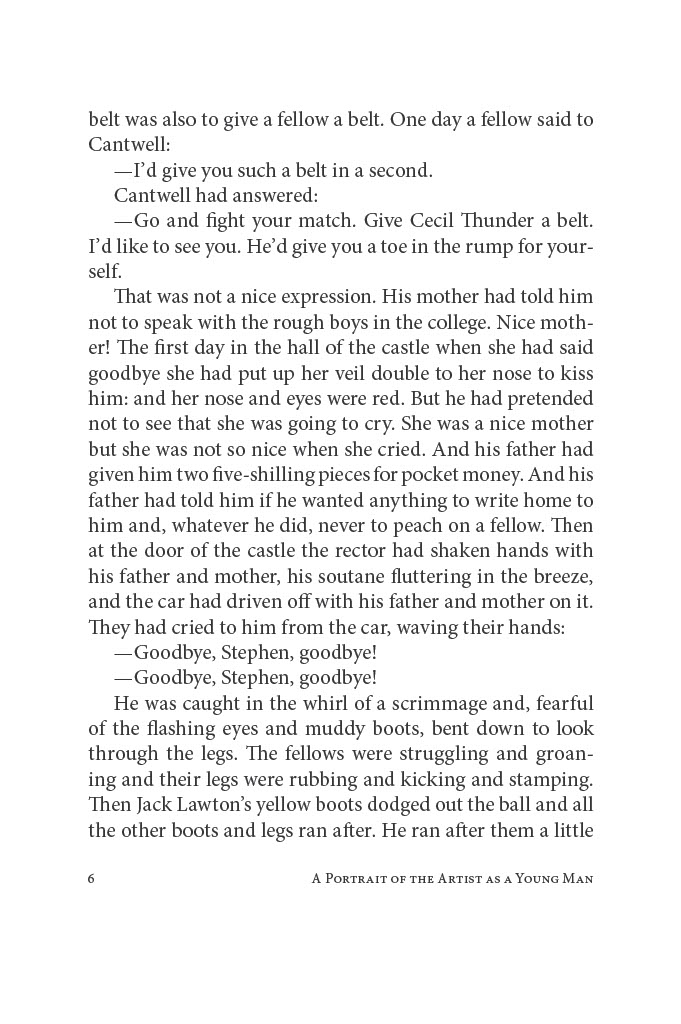 belt was also to give a fellow a belt. One day a fellow said to
Cantwell:
—I’d give you such a belt in a second.
Cantwell had answered:
—Go and fight your match. Give Cecil Thunder a belt.
I’d like to see you. He’d give you a toe in the rump for your-
self.
That was not a nice expression. His mother had told him
not to speak with the rough boys in the college. Nice moth-
er! The first day in the hall of the castle when she had said
goodbye she had put up her veil double to her nose to kiss
him: and her nose and eyes were red. But he had pretended
not to see that she was going to cry. She was a nice mother
but she was not so nice when she cried. And his father had
given him two five-shilling pieces for pocket money. And his
father had told him if he wanted anything to write home to
him and, whatever he did, never to peach on a fellow. Then
at the door of the castle the rector had shaken hands with
his father and mother, his soutane fluttering in the breeze,
and the car had driven off with his father and mother on it.
They had cried to him from the car, waving their hands:
—Goodbye, Stephen, goodbye!
—Goodbye, Stephen, goodbye!
He was caught in the whirl of a scrimmage and, fearful
of the flashing eyes and muddy boots, bent down to look
through the legs. The fellows were struggling and groan-
ing and their legs were rubbing and kicking and stamping.
Then Jack Lawton’s yellow boots dodged out the ball and all
the other boots and legs ran after. He ran after them a little
6 A Portrait of the Artist as a Young Man